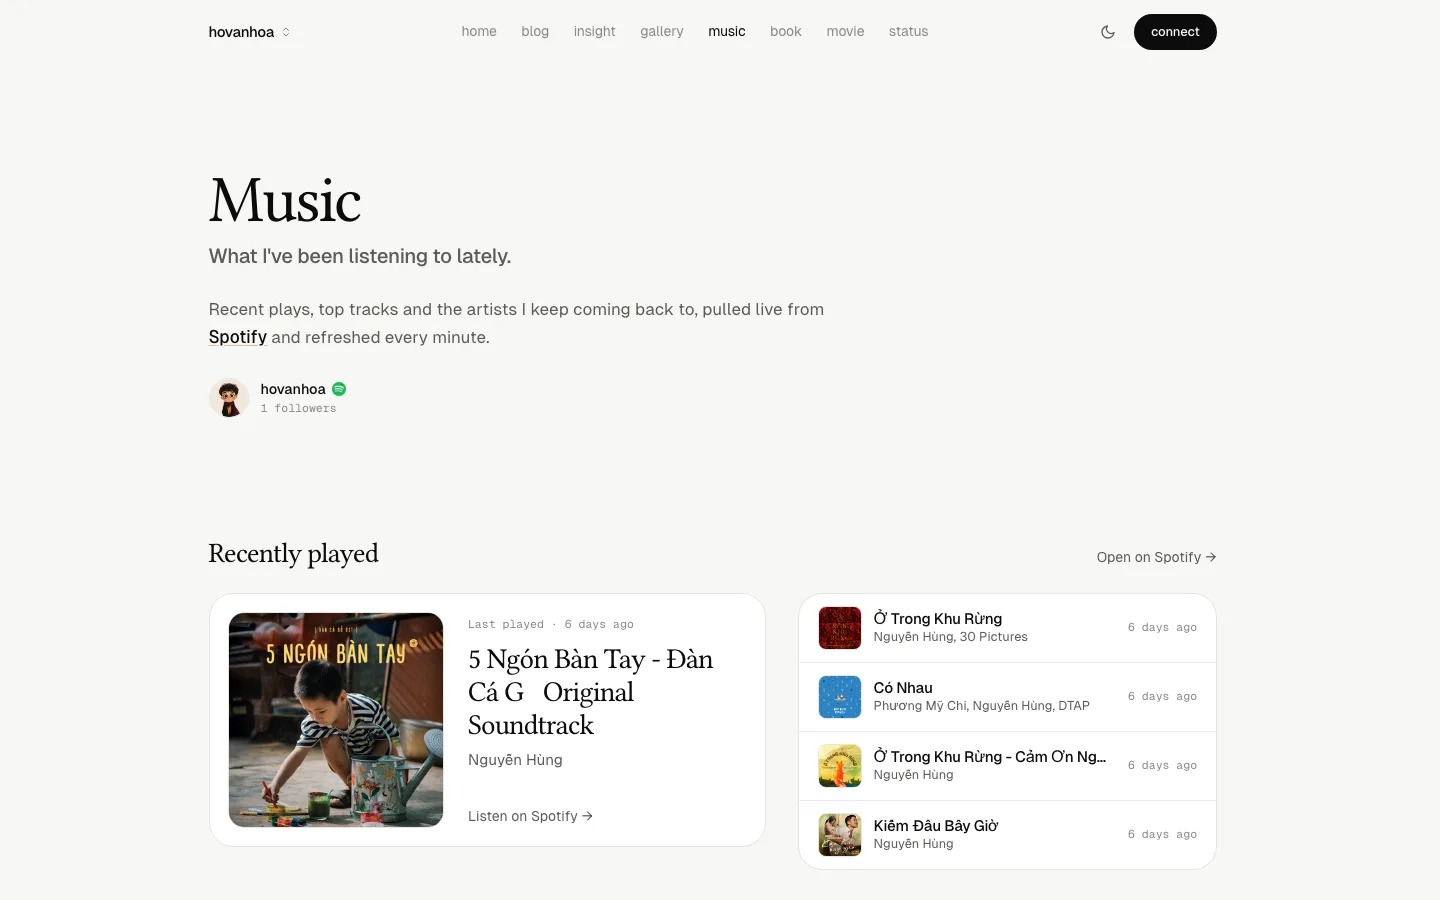 hovanhoa
home
blog
insight
gallery
music
book
movie
status
connect
Music
What I've been listening to lately.
Recent plays, top tracks and the artists I keep coming back to, pulled live from
Spotify and refreshed every minute.
hovanhoa
1 followers
Recently played
Open on Spotify →
5 NGÓN BÀN TAY
Last played · 6 days ago
5 Ngón Bàn Tay - Đàn
Cá G Original
Soundtrack
Nguyễn Hùng
Listen on Spotify →
Ở Trong Khu Rừng
Nguyễn Hùng, 30 Pictures
6 days ago
Có Nhau
Phương Mỹ Chi, Nguyễn Hùng, DTAP
6 days ago
Ở Trong Khu Rừng - Cảm Ơn Ng...
Nguyễn Hùng
6 days ago
Kiếm Đâu Bây Giờ
Nguyễn Hùng
6 days ago